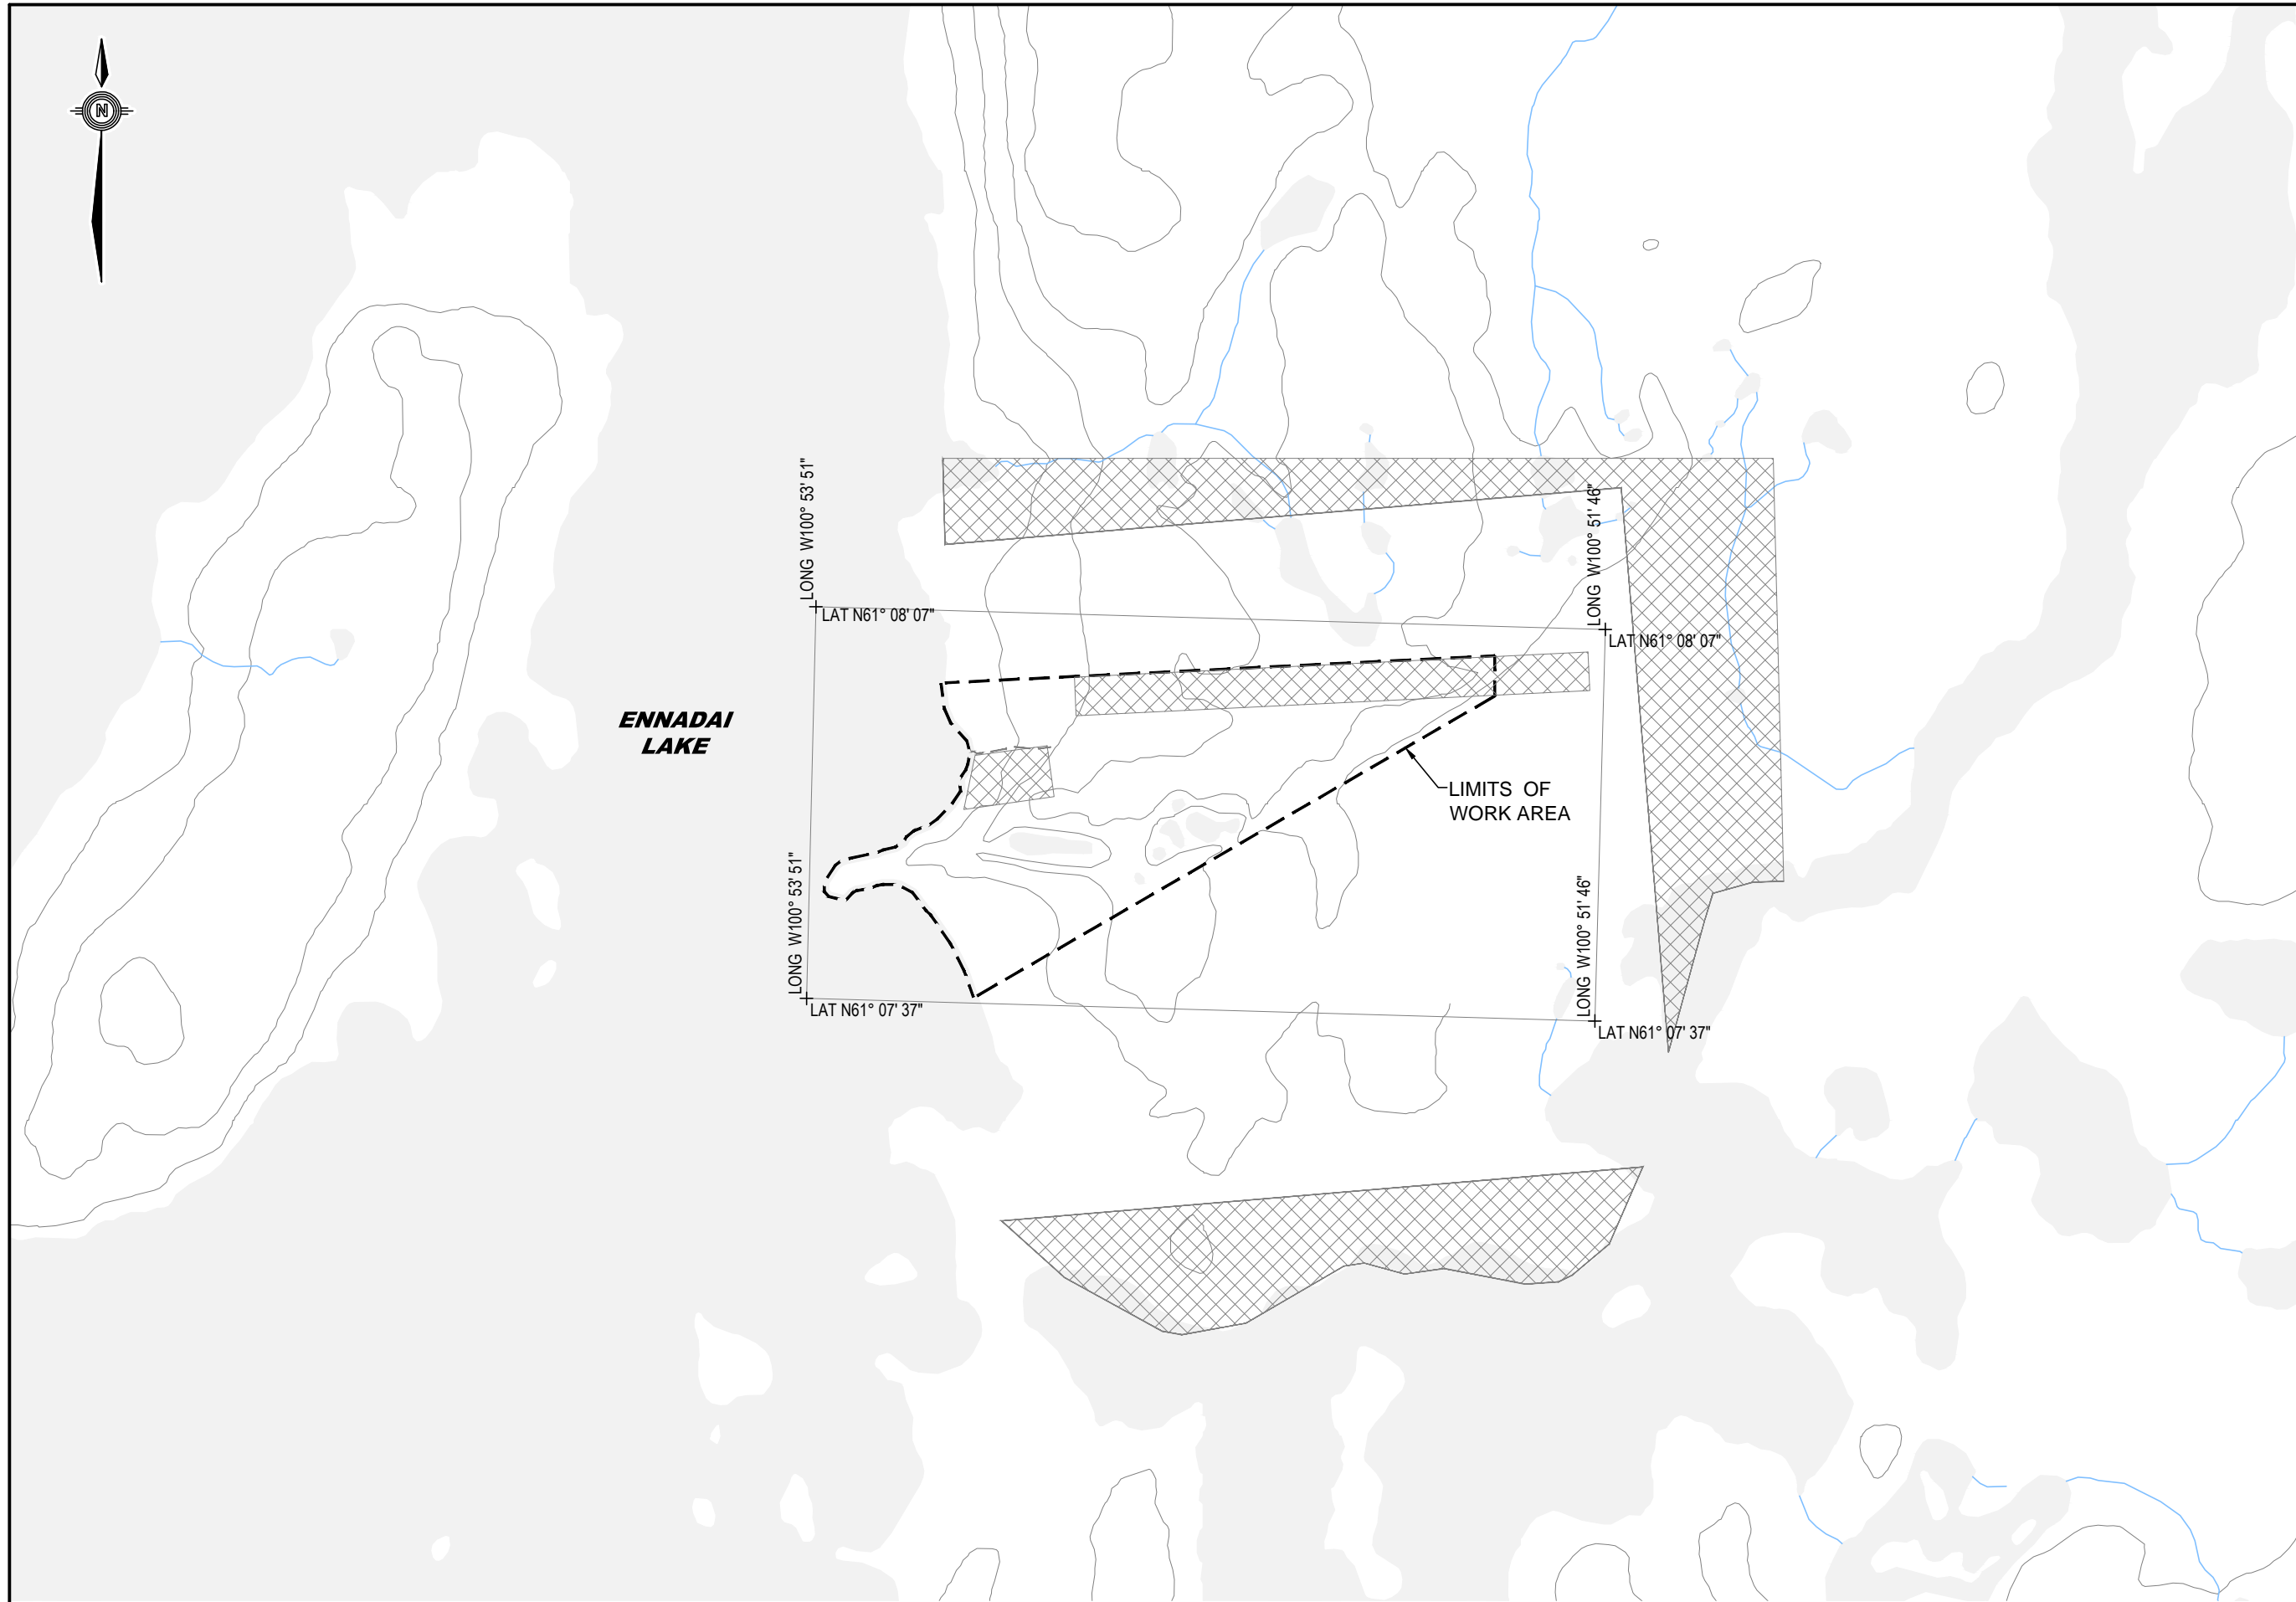 N
LONG W100° 53' 51"
LONG W100° 51' 46"
LAT N61° 08' 07"
LAT N61° 08' 07"
ENNADAI
LAKE
LIMITS OF
WORK AREA
LONG W100° 53' 51"
LONG W100° 51' 46"
LAT N61° 07' 37"
LAT N61° 07' 37"